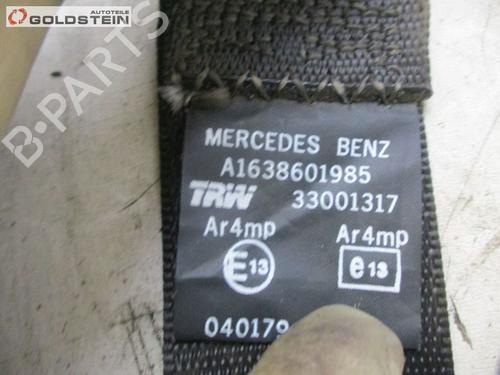 AUTOTEILE
GOLDSTEIN
B-PARTS
MERCEDES BENZ
A1638601985
TRW 33001317
Ar4mp Ar4mp
E13 e13
040179